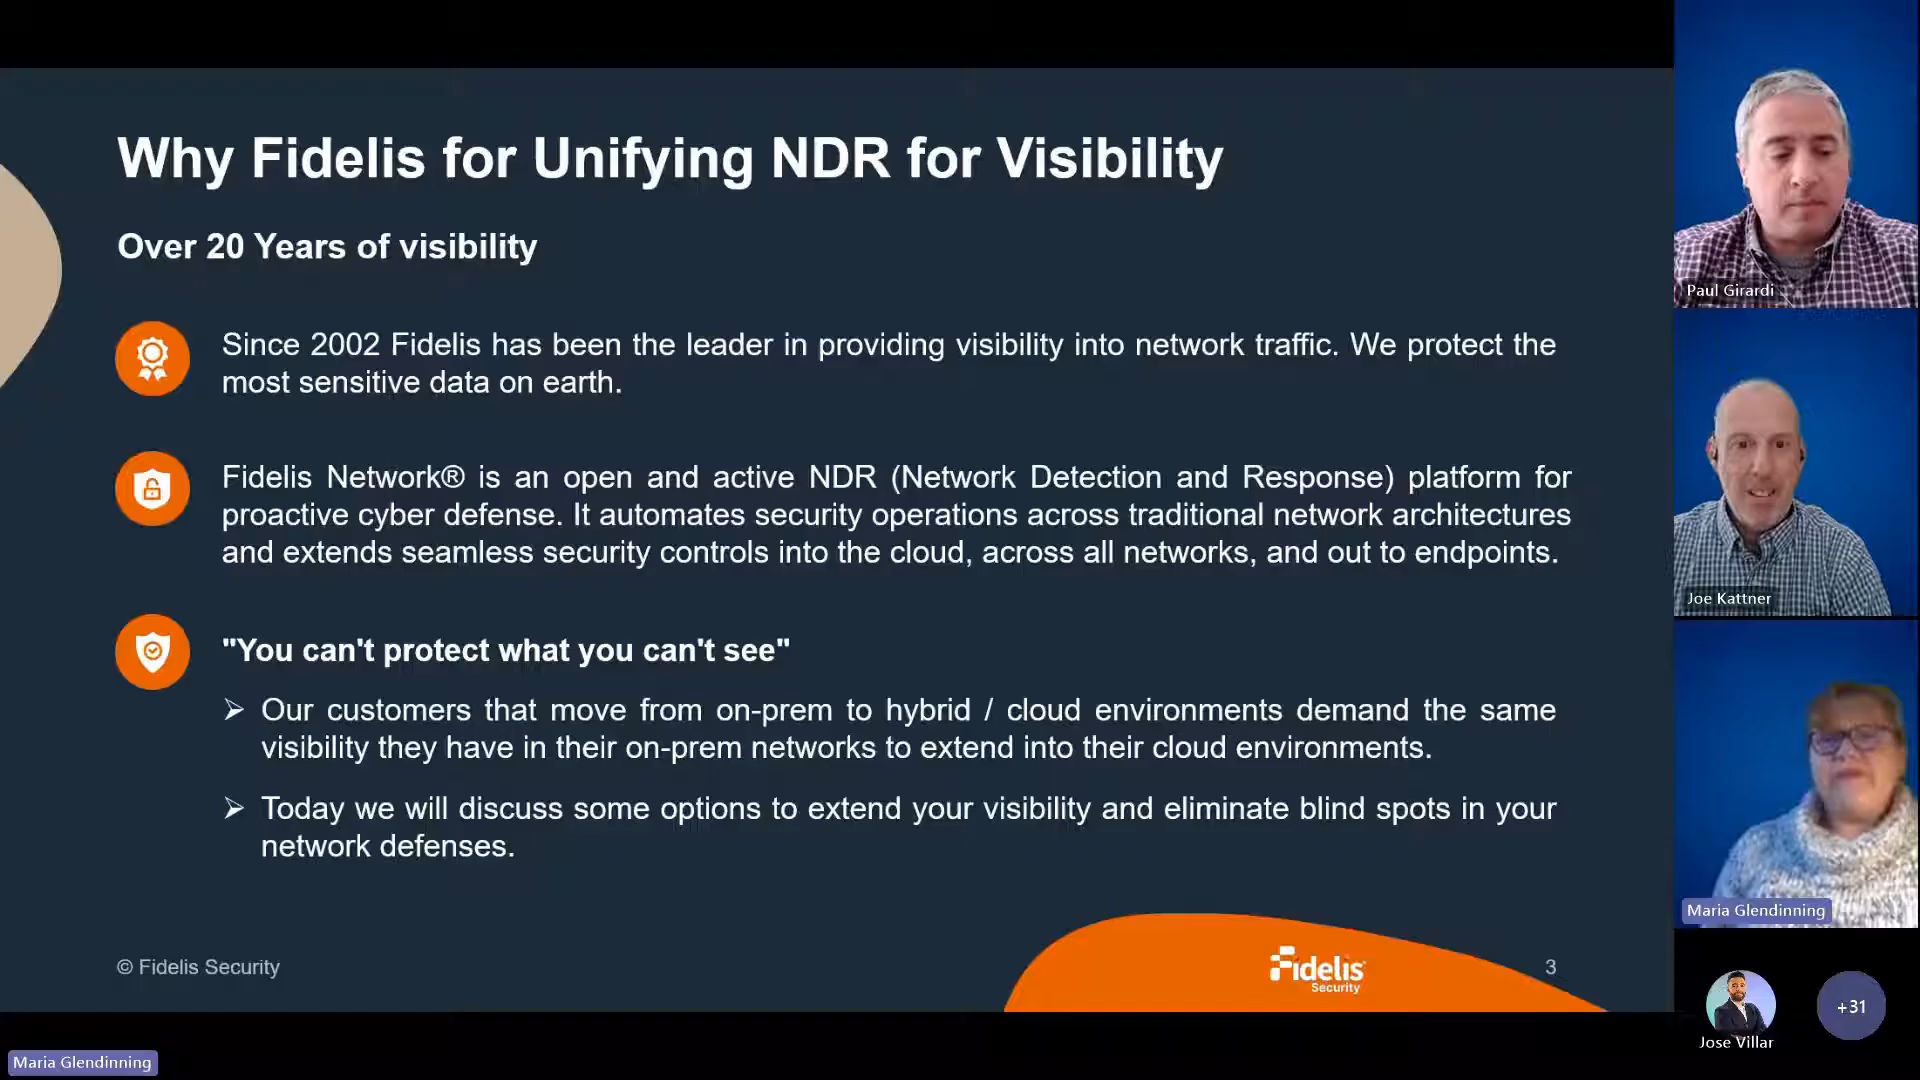 Why Fidelis for Unifying NDR for Visibility
Over 20 Years of visibility
Since 2002 Fidelis has been the leader in providing visibility into network traffic. We protect the
most sensitive data on earth.
Fidelis Network® is an open and active NDR (Network Detection and Response) platform for
proactive cyber defense. It automates security operations across traditional network architectures
and extends seamless security controls into the cloud, across all networks, and out to endpoints.
"You can't protect what you can't see"
➢ Our customers that move from on-prem to hybrid / cloud environments demand the same
visibility they have in their on-prem networks to extend into their cloud environments.
➢ Today we will discuss some options to extend your visibility and eliminate blind spots in your
network defenses.
© Fidelis Security
Fidelis
Security
3
Maria Glendinning
Paul Girardi
Joe Kattner
Maria Glendinning
Jose Villar
+31